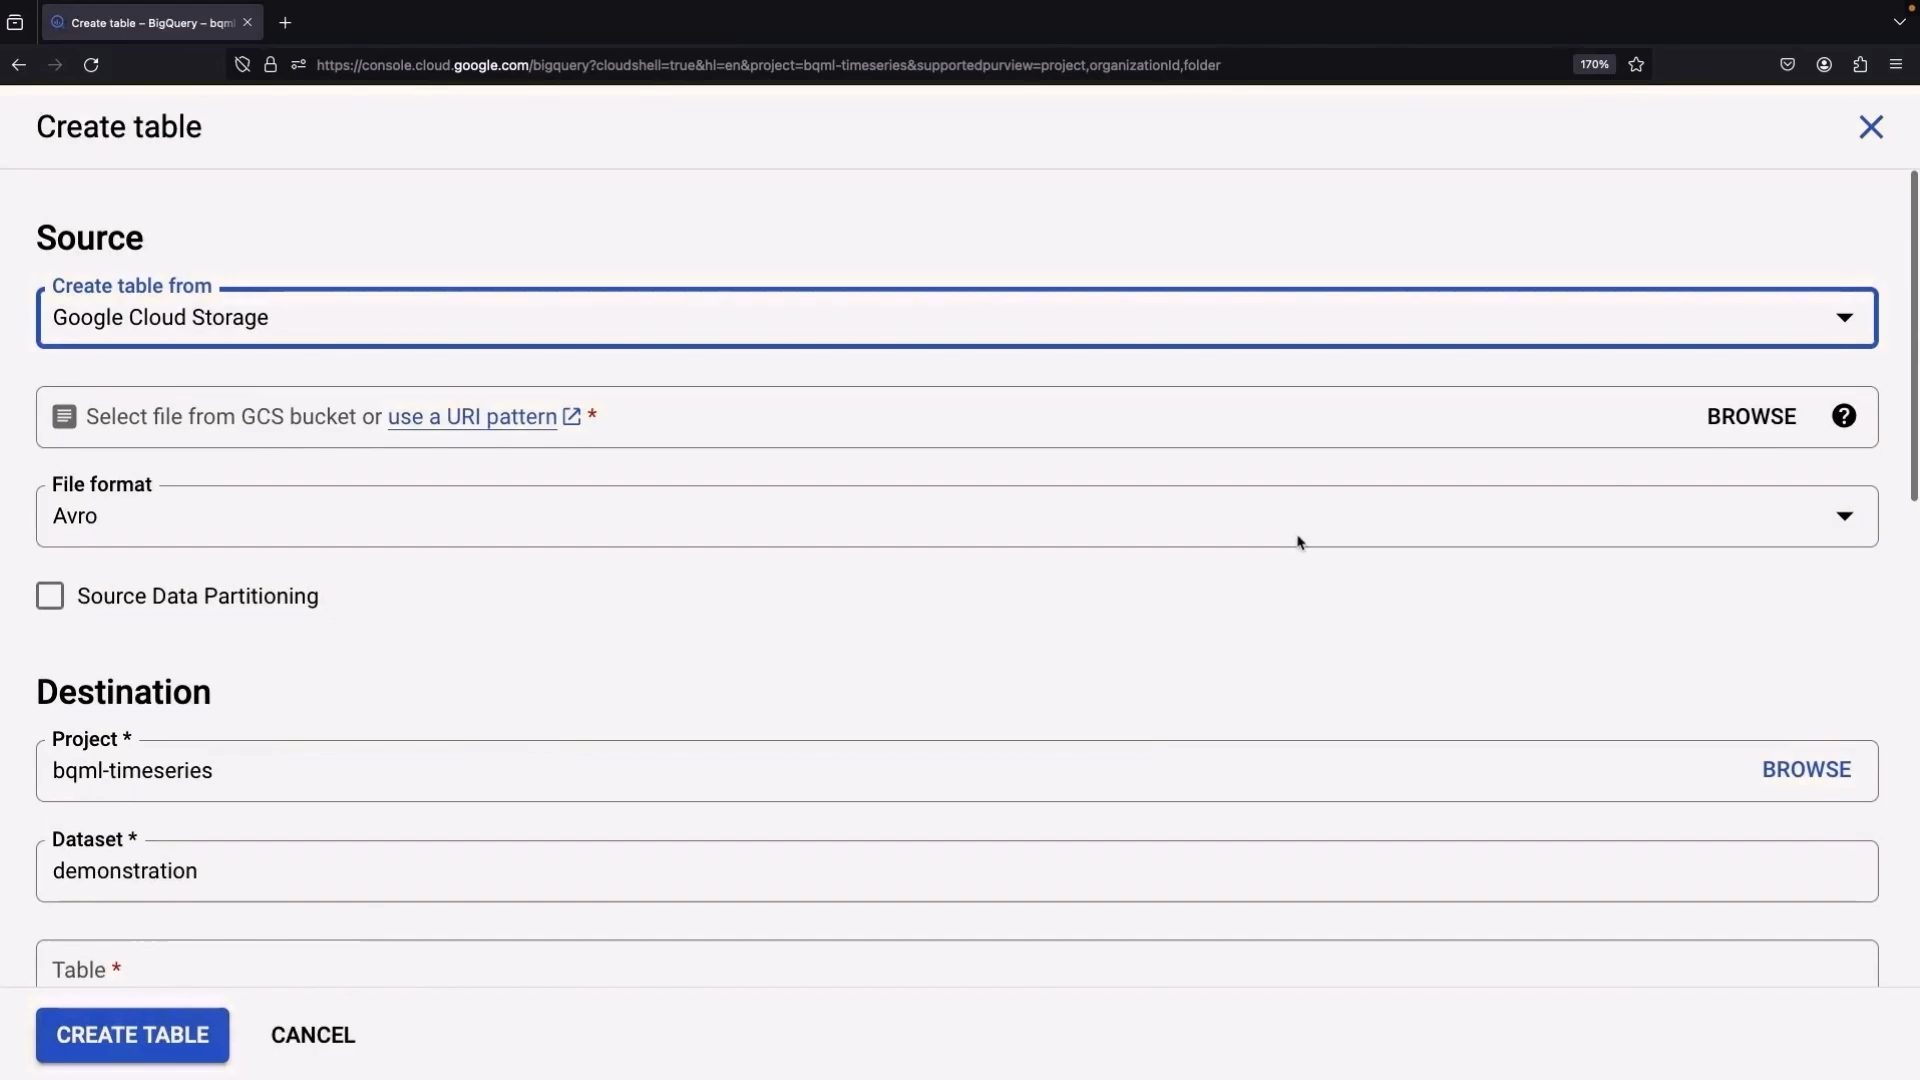 Create table – BigQuery – bqml
https://console.cloud.google.com/bigquery?cloudshell=true&hl=en&project=bqml-timeseries&supportedpurview=project,organizationId,folder
170%
Create table
Source
Create table from
Google Cloud Storage
Select file from GCS bucket or use a URI pattern *
BROWSE
File format
Avro
Source Data Partitioning
Destination
Project *
bqml-timeseries
BROWSE
Dataset *
demonstration
Table *
CREATE TABLE
CANCEL